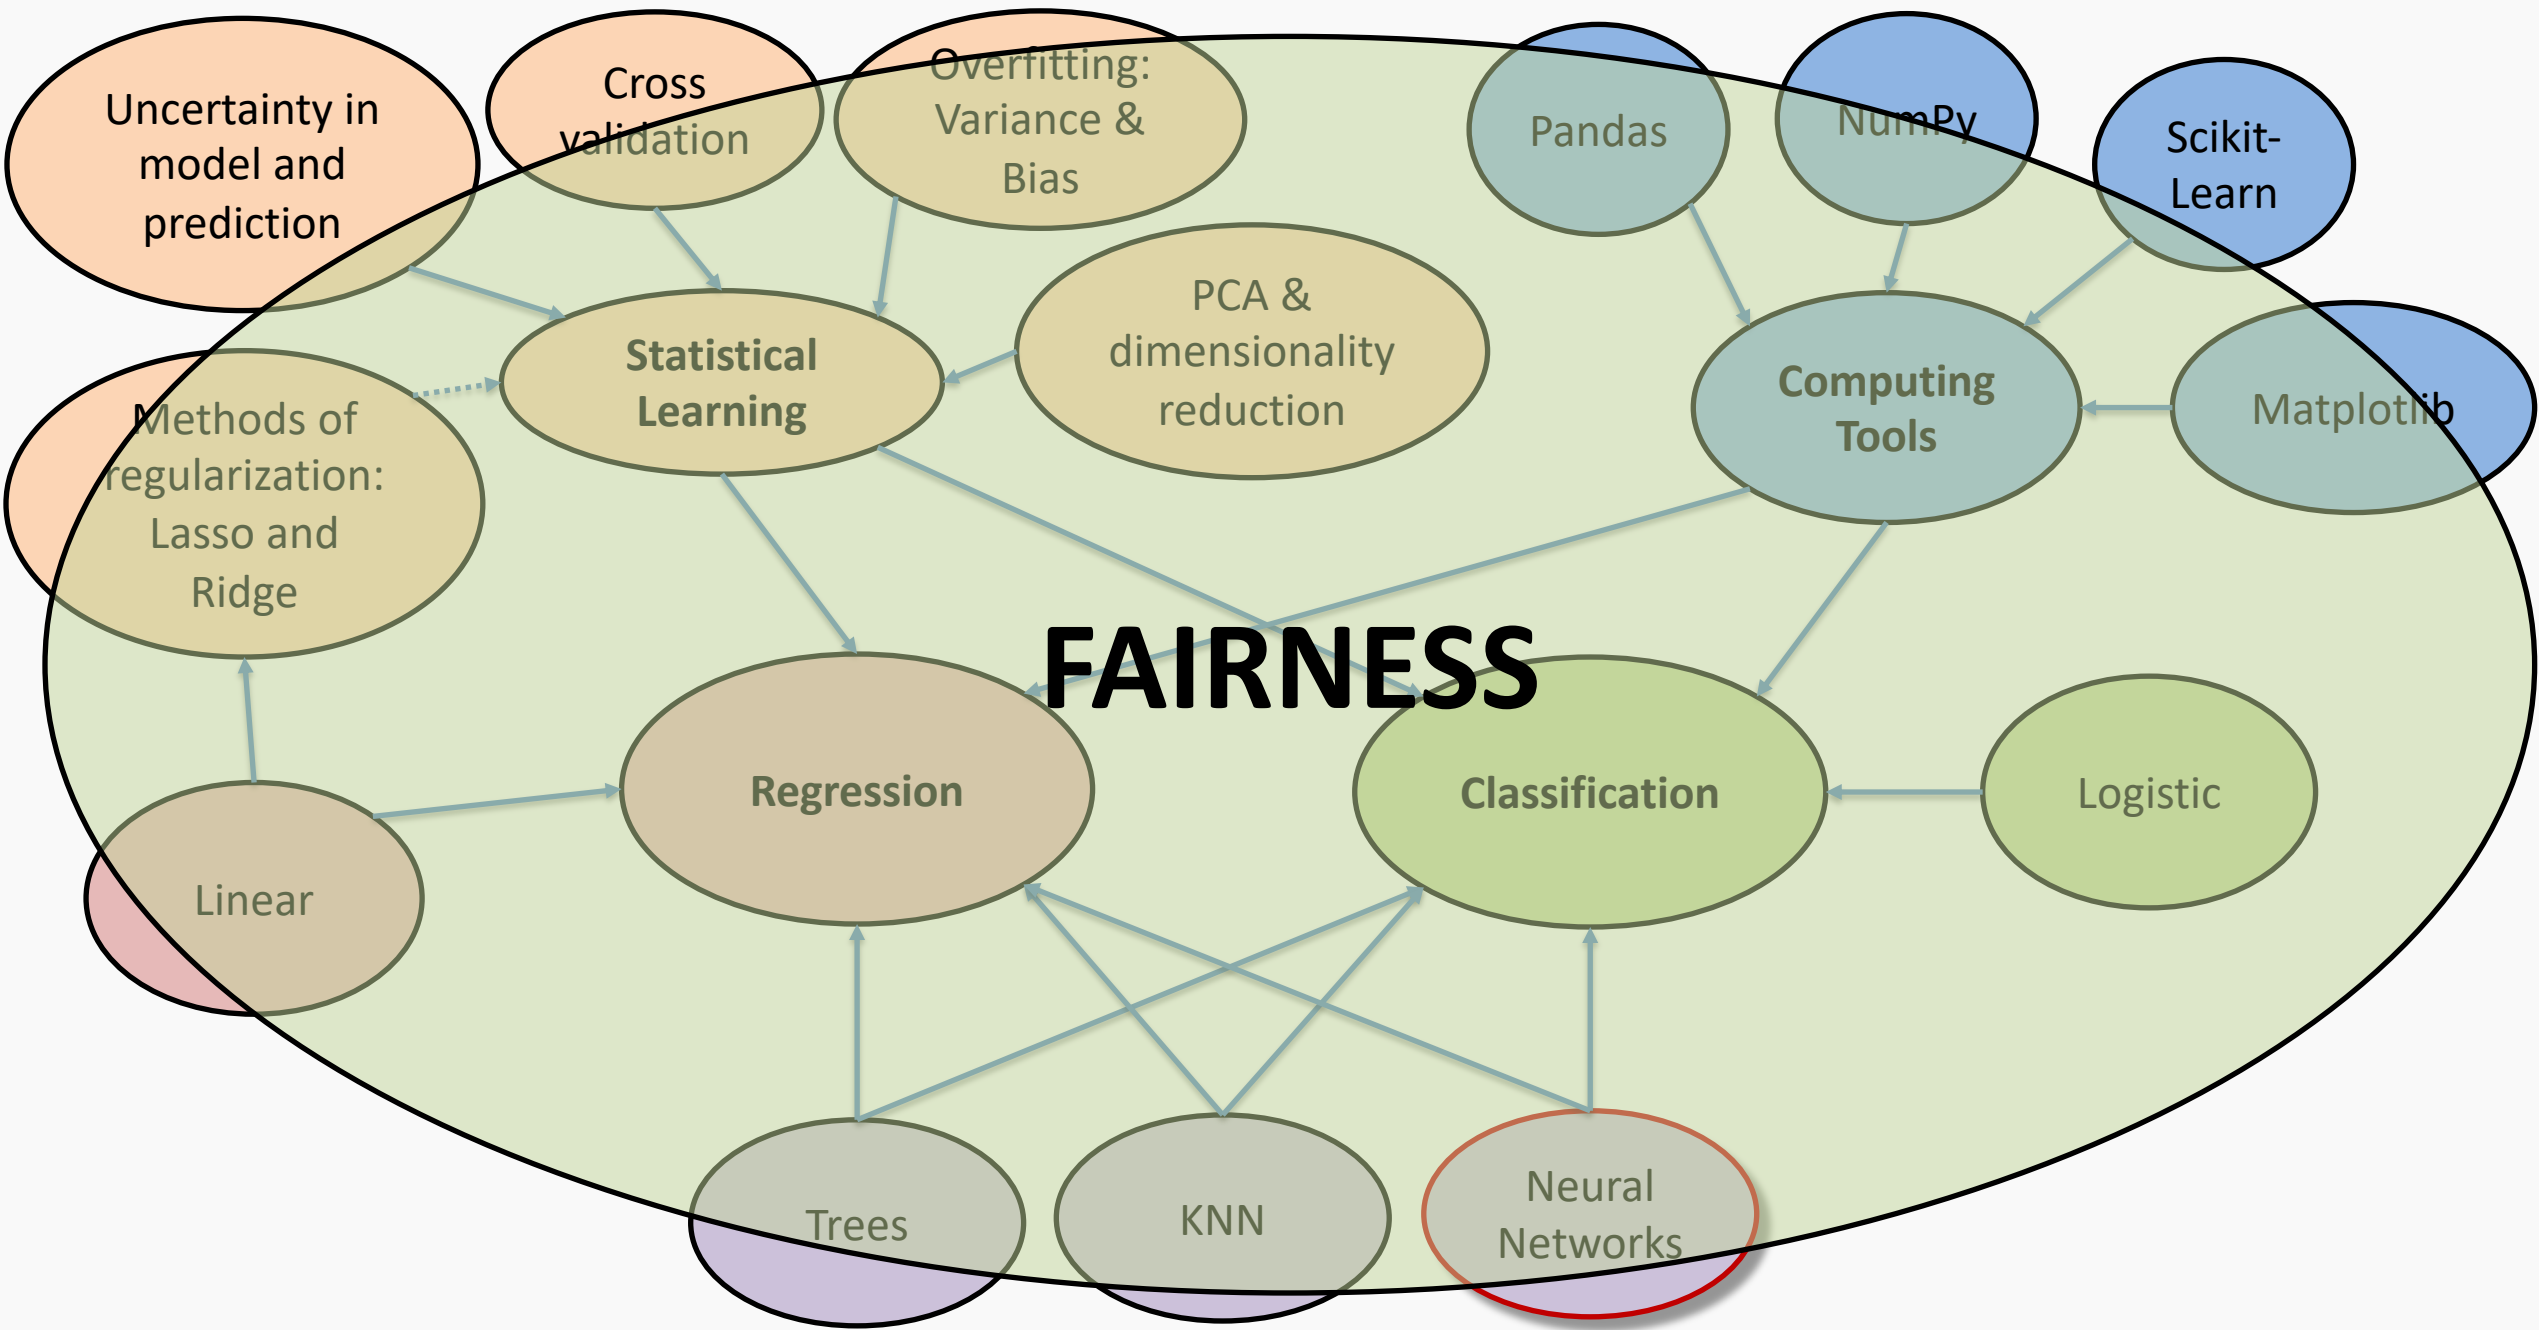 Uncertainty in
model and
prediction
Cross
validation
Overfitting:
Variance &
Bias
Pandas
NumPy
Scikit-
Learn
PCA &
dimensionality
reduction
Statistical
Learning
Computing
Tools
Matplotlib
Methods of
regularization:
Lasso and
Ridge
FAIRNESS
Regression
Classification
Logistic
Linear
Trees
KNN
Neural
Networks